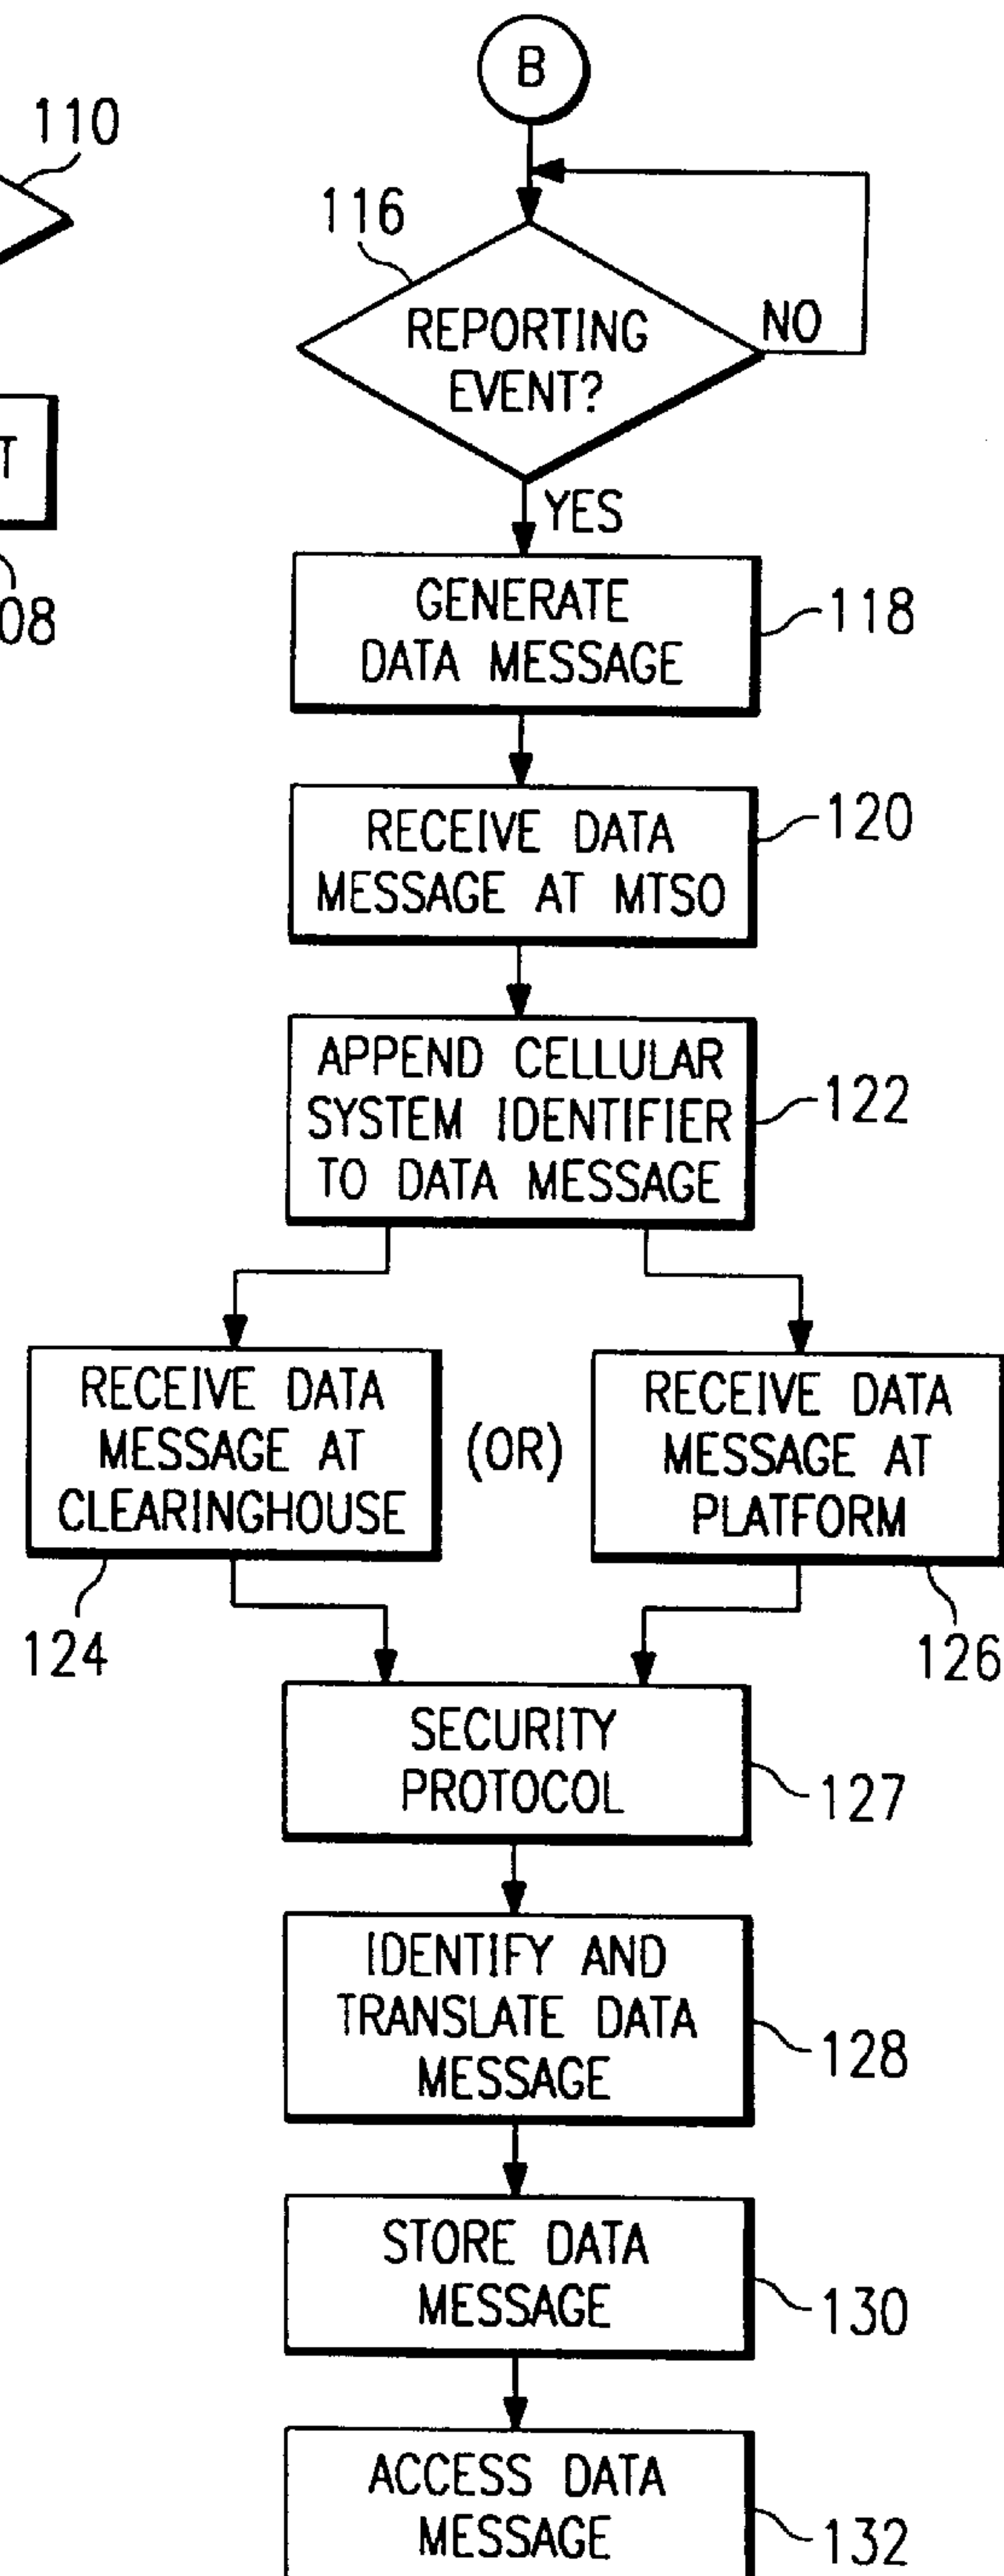 B
110
116
REPORTING
EVENT?
NO
T
08
YES
GENERATE
DATA MESSAGE
118
RECEIVE DATA
MESSAGE AT MTSO
120
APPEND CELLULAR
SYSTEM IDENTIFIER
TO DATA MESSAGE
122
RECEIVE DATA
MESSAGE AT
CLEARINGHOUSE
124
(OR)
RECEIVE DATA
MESSAGE AT
PLATFORM
126
SECURITY
PROTOCOL
127
IDENTIFY AND
TRANSLATE DATA
MESSAGE
128
STORE DATA
MESSAGE
130
ACCESS DATA
MESSAGE
132